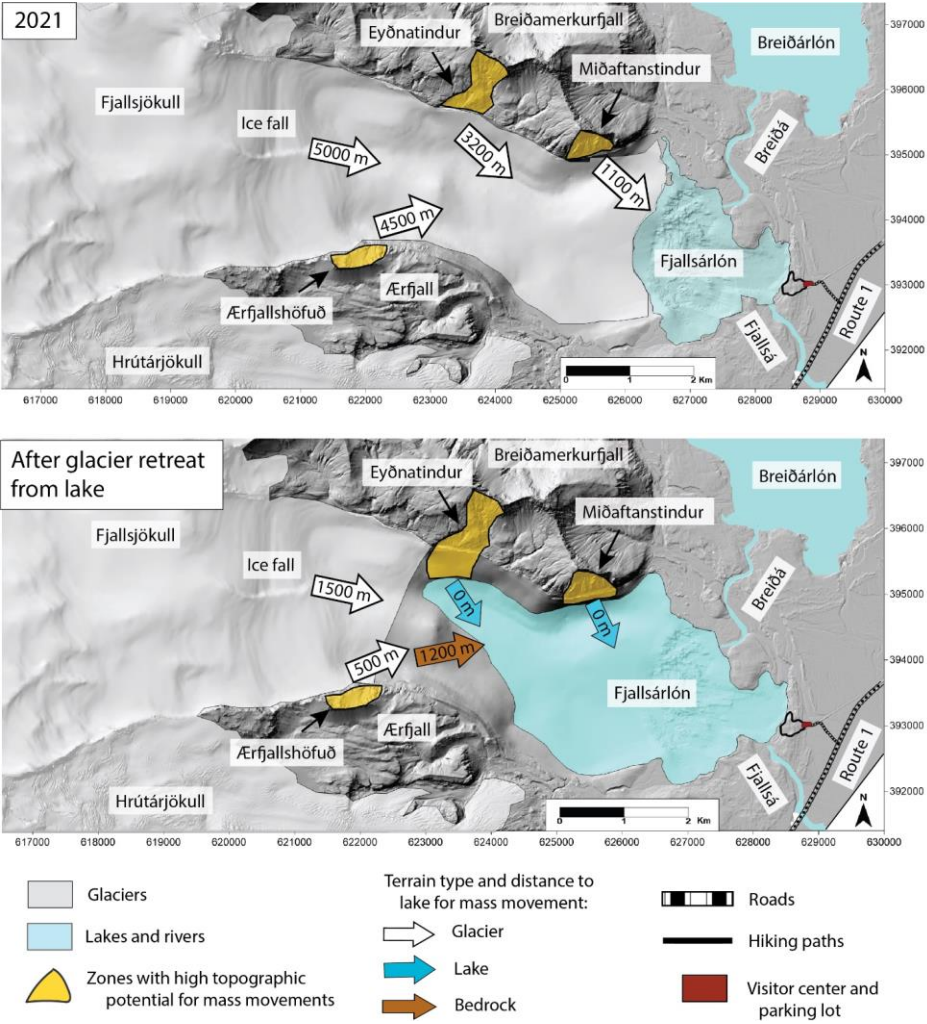 2021
Eyðnatindur
Breiðamerkurfjall
Breiðárlón
Miðaftanstindur
Fjallsjökull
Ice fall
Breiðá
5000 m
3200 m
1100 m
4500 m
Fjallsárlón
Ærfjall
Ærfjallshöfuð
Route 1
Fjallsá
Hrútárjökull
N
0 1 2 Km
397000
396000
395000
394000
393000
392000
617000 618000 619000 620000 621000 622000 623000 624000 625000 626000 627000 628000 629000 630000
After glacier retreat
from lake
Eyðnatindur
Breiðamerkurfjall
Breiðárlón
Miðaftanstindur
Fjallsjökull
Ice fall
Breiðá
1500 m
0 m
0 m
500 m
1200 m
Fjallsárlón
Ærfjall
Ærfjallshöfuð
Route 1
Fjallsá
Hrútárjökull
N
0 1 2 Km
397000
396000
395000
394000
393000
392000
617000 618000 619000 620000 621000 622000 623000 624000 625000 626000 627000 628000 629000 630000
Glaciers
Lakes and rivers
Zones with high topographic
potential for mass movements
Terrain type and distance to
lake for mass movement:
Glacier
Lake
Bedrock
Roads
Hiking paths
Visitor center and
parking lot